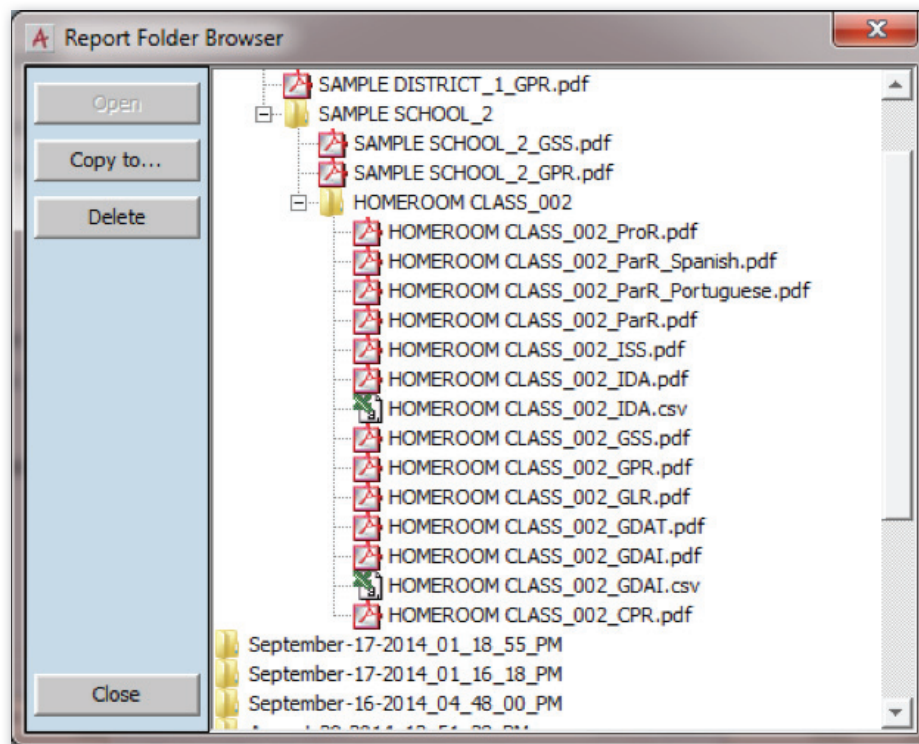 Report Folder Browser
Open
Copy to...
Delete
Close
SAMPLE DISTRICT_1_GPR.pdf
SAMPLE SCHOOL_2
SAMPLE SCHOOL_2_GSS.pdf
SAMPLE SCHOOL_2_GPR.pdf
HOMEROOM CLASS_002
HOMEROOM CLASS_002_ProR.pdf
HOMEROOM CLASS_002_ParR_Spanish.pdf
HOMEROOM CLASS_002_ParR_Portuguese.pdf
HOMEROOM CLASS_002_ParR.pdf
HOMEROOM CLASS_002_ISS.pdf
HOMEROOM CLASS_002_IDA.pdf
HOMEROOM CLASS_002_IDA.csv
HOMEROOM CLASS_002_GSS.pdf
HOMEROOM CLASS_002_GPR.pdf
HOMEROOM CLASS_002_GLR.pdf
HOMEROOM CLASS_002_GDAT.pdf
HOMEROOM CLASS_002_GDAI.pdf
HOMEROOM CLASS_002_GDAI.csv
HOMEROOM CLASS_002_CPR.pdf
September-17-2014_01_18_55_PM
September-17-2014_01_16_18_PM
September-16-2014_04_48_00_PM